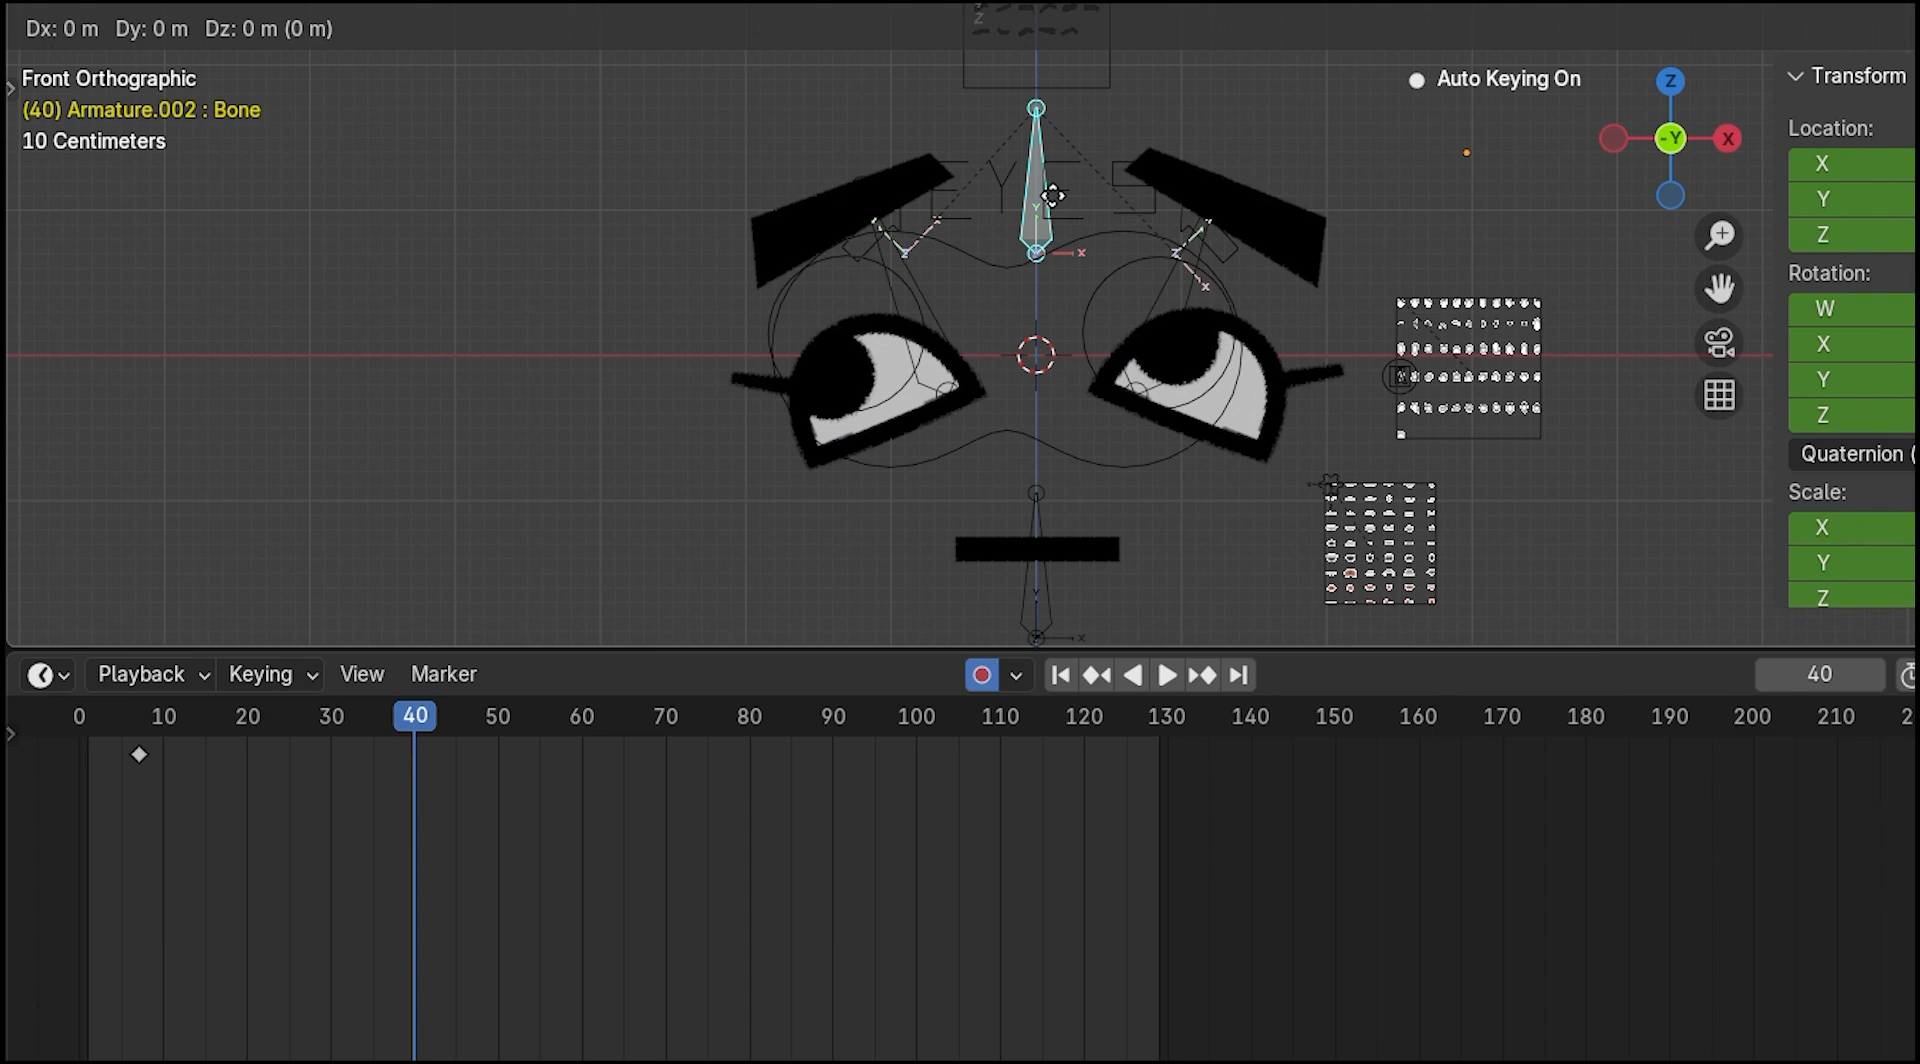 Dx: 0 m Dy: 0 m Dz: 0 m (0 m)
Front Orthographic
(40) Armature.002 : Bone
10 Centimeters
Auto Keying On
Z
-Y
X
Transform
Location:
X
Y
Z
Rotation:
W
X
Y
Z
Quaternion (
Scale:
X
Y
Z
Playback Keying View Marker
40
0 10 20 30 40 50 60 70 80 90 100 110 120 130 140 150 160 170 180 190 200 210 2